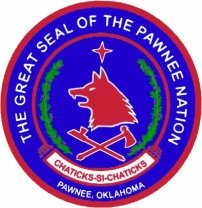 THE GREAT SEAL OF THE PAWNEE NATION
CHATICKS-SI-CHATICKS
PAWNEE, OKLAHOMA